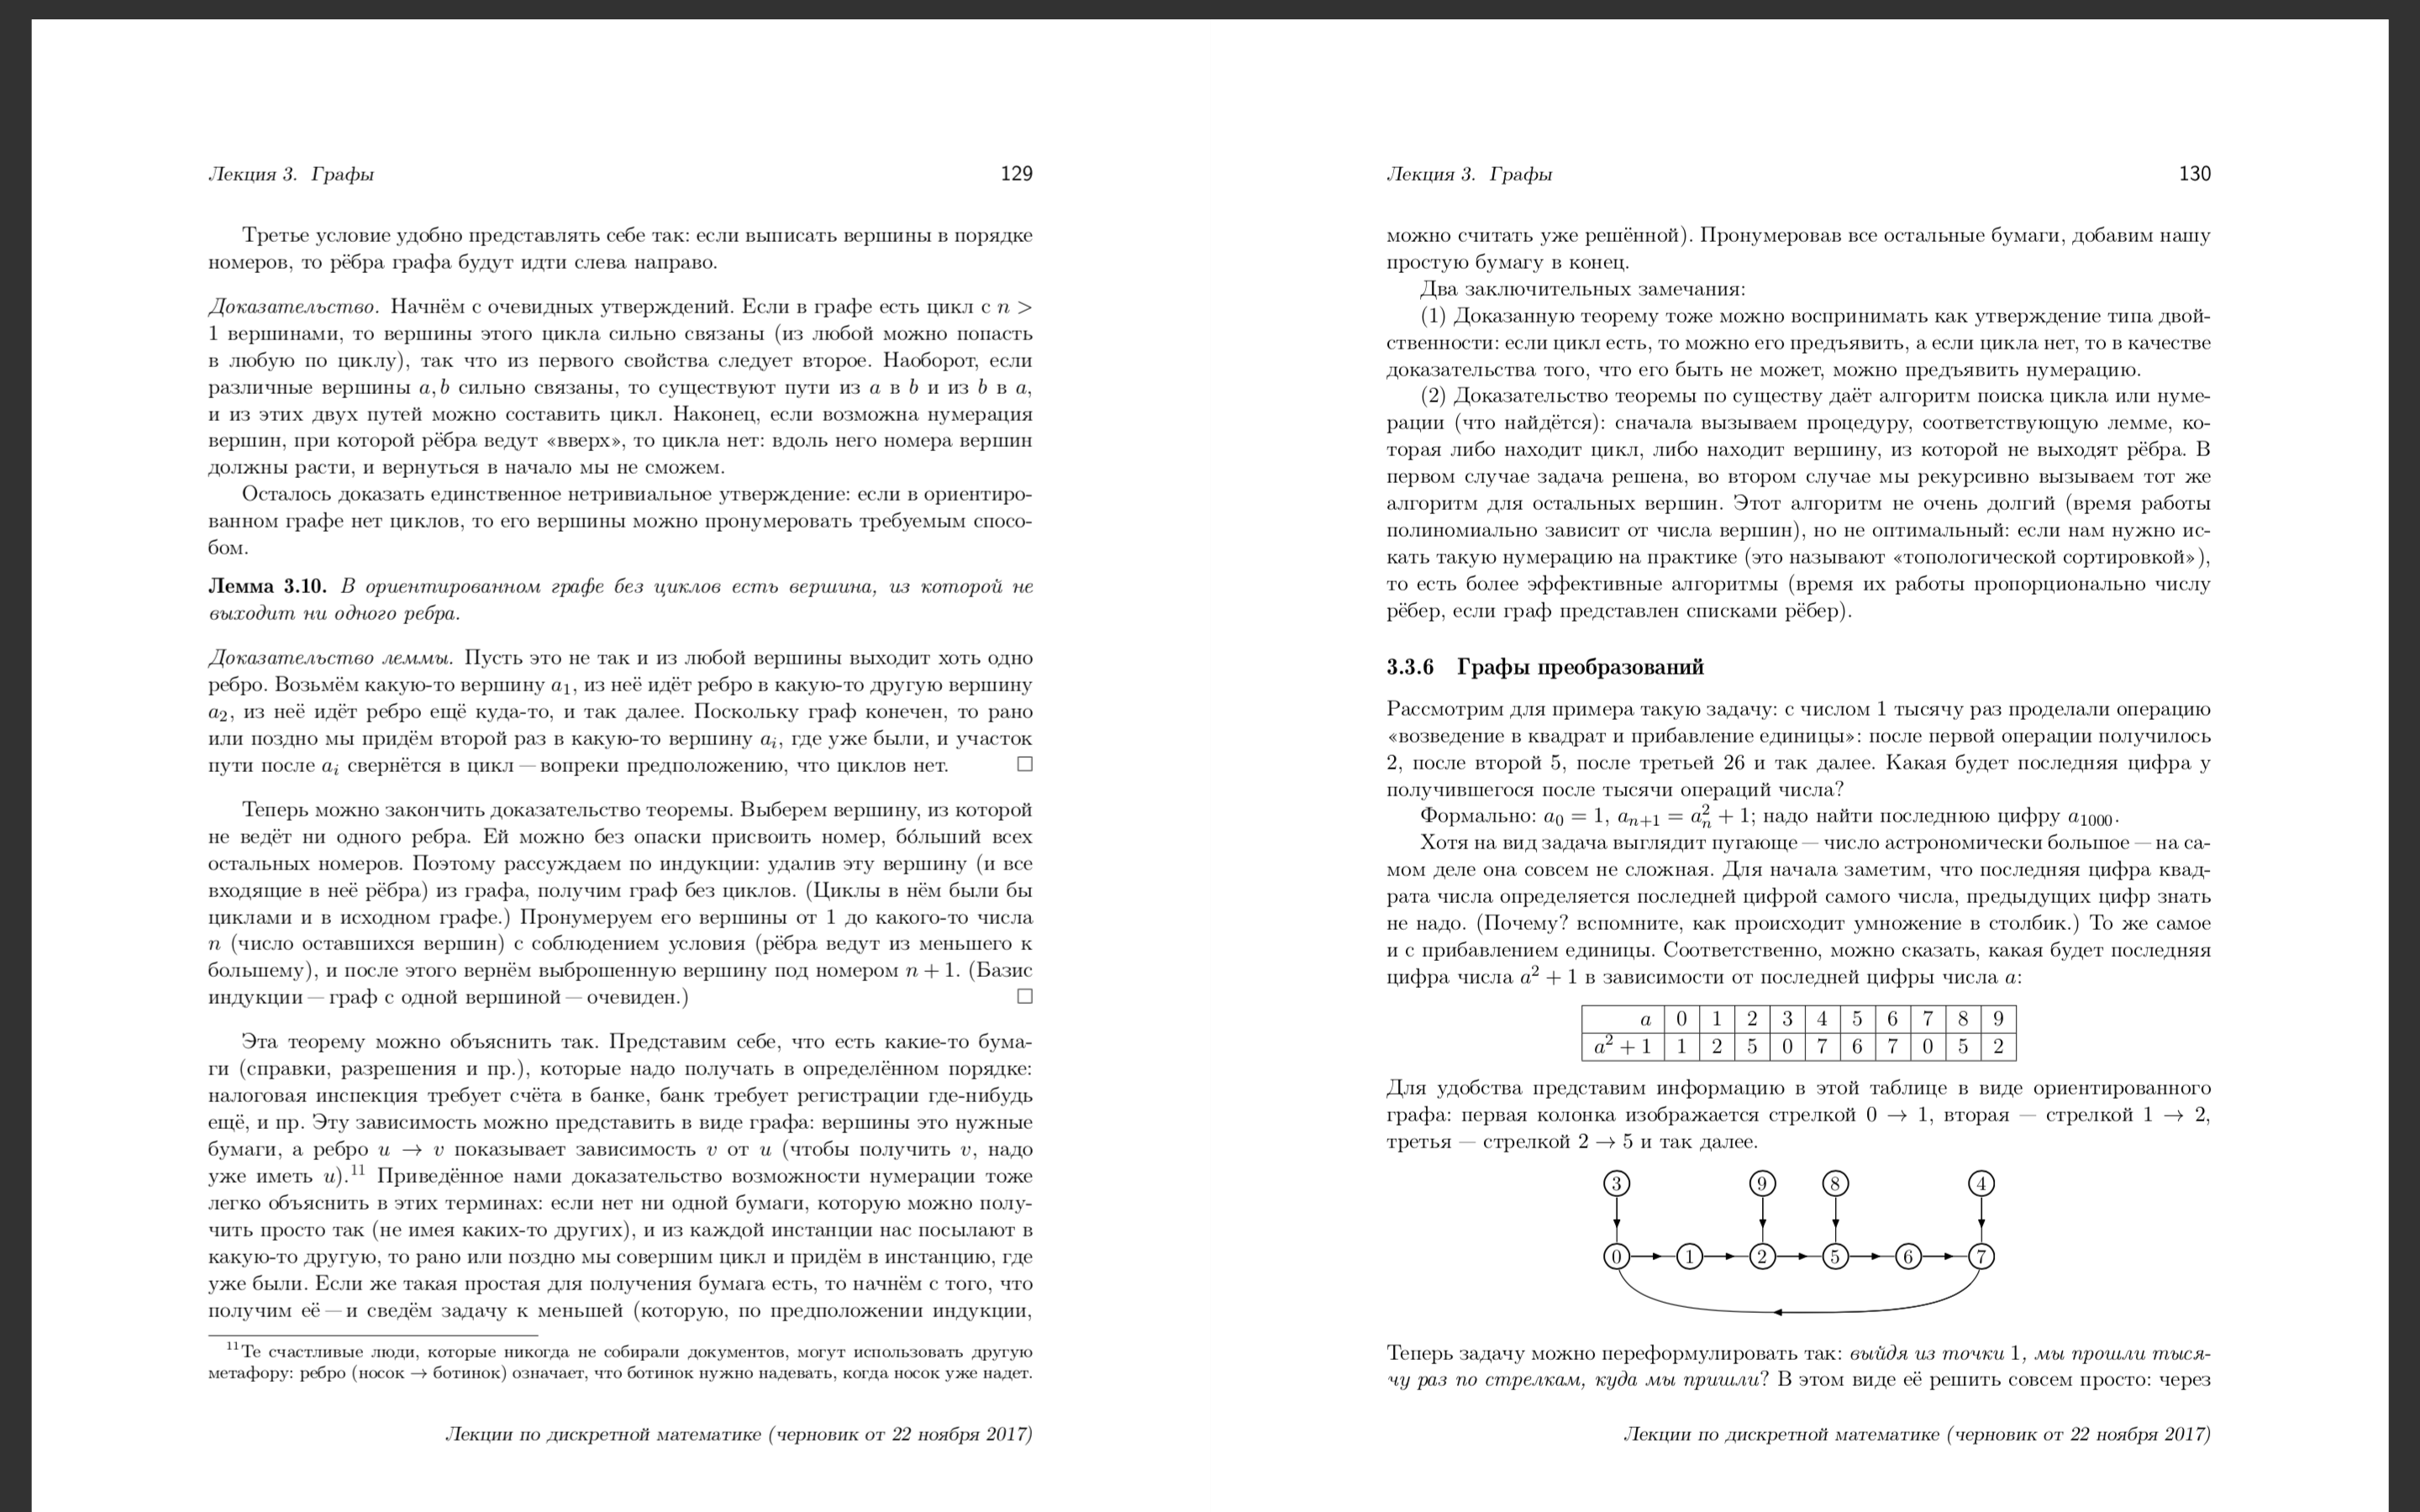 Лекция 3. Графы 129
Третье условие удобно представлять себе так: если выписать вершины в порядке
номеров, то рёбра графа будут идти слева направо.
Доказательство. Начнём с очевидных утверждений. Если в графе есть цикл с n >
1 вершинами, то вершины этого цикла сильно связаны (из любой можно попасть
в любую по циклу), так что из первого свойства следует второе. Наоборот, если
различные вершины a, b сильно связаны, то существуют пути из a в b и из b в a,
и из этих двух путей можно составить цикл. Наконец, если возможна нумерация
вершин, при которой рёбра ведут «вверх», то цикла нет: вдоль него номера вершин
должны расти, и вернуться в начало мы не сможем.
Осталось доказать единственное нетривиальное утверждение: если в ориентиро-
ванном графе нет циклов, то его вершины можно пронумеровать требуемым спосо-
бом.
Лемма 3.10. В ориентированном графе без циклов есть вершина, из которой не
выходит ни одного ребра.
Доказательство леммы. Пусть это не так и из любой вершины выходит хоть одно
ребро. Возьмём какую-то вершину a₁, из неё идёт ребро в какую-то другую вершину
a₂, из неё идёт ребро ещё куда-то, и так далее. Поскольку граф конечен, то рано
или поздно мы придём второй раз в какую-то вершину aᵢ, где уже были, и участок
пути после aᵢ свернётся в цикл — вопреки предположению, что циклов нет. □
Теперь можно закончить доказательство теоремы. Выберем вершину, из которой
не ведёт ни одного ребра. Ей можно без опаски присвоить номер, бо́льший всех
остальных номеров. Поэтому рассуждаем по индукции: удалив эту вершину (и все
входящие в неё рёбра) из графа, получим граф без циклов. (Циклы в нём были бы
циклами и в исходном графе.) Пронумеруем его вершины от 1 до какого-то числа
n (число оставшихся вершин) с соблюдением условия (рёбра ведут из меньшего к
большему), и после этого вернём выброшенную вершину под номером n + 1. (Базис
индукции — граф с одной вершиной — очевиден.) □
Эта теорему можно объяснить так. Представим себе, что есть какие-то бума-
ги (справки, разрешения и пр.), которые надо получать в определённом порядке:
налоговая инспекция требует счёта в банке, банк требует регистрации где-нибудь
ещё, и пр. Эту зависимость можно представить в виде графа: вершины это нужные
бумаги, а ребро u → v показывает зависимость v от u (чтобы получить v, надо
уже иметь u).¹¹ Приведённое нами доказательство возможности нумерации тоже
легко объяснить в этих терминах: если нет ни одной бумаги, которую можно полу-
чить просто так (не имея каких-то других), и из каждой инстанции нас посылают в
какую-то другую, то рано или поздно мы совершим цикл и придём в инстанцию, где
уже были. Если же такая простая для получения бумага есть, то начнём с того, что
получим её — и сведём задачу к меньшей (которую, по предположении индукции,
¹¹Те счастливые люди, которые никогда не собирали документов, могут использовать другую
метафору: ребро (носок → ботинок) означает, что ботинок нужно надевать, когда носок уже надет.
Лекции по дискретной математике (черновик от 22 ноября 2017)
Лекция 3. Графы 130
можно считать уже решённой). Пронумеровав все остальные бумаги, добавим нашу
простую бумагу в конец.
Два заключительных замечания:
(1) Доказанную теорему тоже можно воспринимать как утверждение типа двой-
ственности: если цикл есть, то можно его предъявить, а если цикла нет, то в качестве
доказательства того, что его быть не может, можно предъявить нумерацию.
(2) Доказательство теоремы по существу даёт алгоритм поиска цикла или нуме-
рации (что найдётся): сначала вызываем процедуру, соответствующую лемме, ко-
торая либо находит цикл, либо находит вершину, из которой не выходят рёбра. В
первом случае задача решена, во втором случае мы рекурсивно вызываем тот же
алгоритм для остальных вершин. Этот алгоритм не очень долгий (время работы
полиномиально зависит от числа вершин), но не оптимальный: если нам нужно ис-
кать такую нумерацию на практике (это называют «топологической сортировкой»),
то есть более эффективные алгоритмы (время их работы пропорционально числу
рёбер, если граф представлен списками рёбер).
3.3.6 Графы преобразований
Рассмотрим для примера такую задачу: с числом 1 тысячу раз проделали операцию
«возведение в квадрат и прибавление единицы»: после первой операции получилось
2, после второй 5, после третьей 26 и так далее. Какая будет последняя цифра у
получившегося после тысячи операций числа?
Формально: a₀ = 1, aₙ₊₁ = aₙ² + 1; надо найти последнюю цифру a₁₀₀₀.
Хотя на вид задача выглядит пугающе — число астрономически большое — на са-
мом деле она совсем не сложная. Для начала заметим, что последняя цифра квад-
рата числа определяется последней цифрой самого числа, предыдущих цифр знать
не надо. (Почему? вспомните, как происходит умножение в столбик.) То же самое
и с прибавлением единицы. Соответственно, можно сказать, какая будет последняя
цифра числа a² + 1 в зависимости от последней цифры числа a:
a 0 1 2 3 4 5 6 7 8 9
a² + 1 1 2 5 0 7 6 7 0 5 2
Для удобства представим информацию в этой таблице в виде ориентированного
графа: первая колонка изображается стрелкой 0 → 1, вторая — стрелкой 1 → 2,
третья — стрелкой 2 → 5 и так далее.
3 9 8 4
0 1 2 5 6 7
Теперь задачу можно переформулировать так: выйдя из точки 1, мы прошли тыся-
чу раз по стрелкам, куда мы пришли? В этом виде её решить совсем просто: через
Лекции по дискретной математике (черновик от 22 ноября 2017)